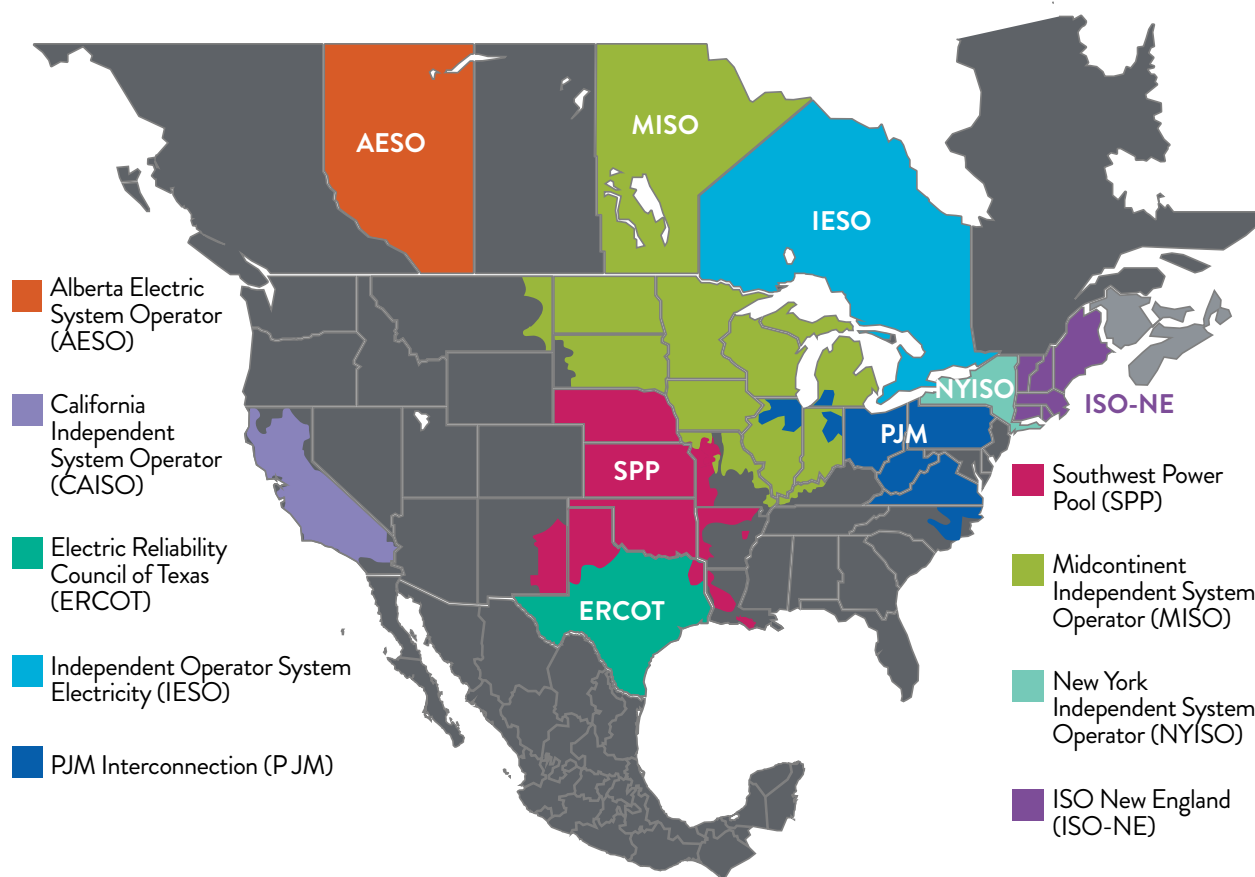 AESO
MISO
IESO
NYISO
ISO-NE
PJM
SPP
ERCOT
Alberta Electric
System Operator
(AESO)
California
Independent
System Operator
(CAISO)
Electric Reliability
Council of Texas
(ERCOT)
Independent Operator System
Electricity (IESO)
PJM Interconnection (P JM)
Southwest Power
Pool (SPP)
Midcontinent
Independent System
Operator (MISO)
New York
Independent System
Operator (NYISO)
ISO New England
(ISO-NE)